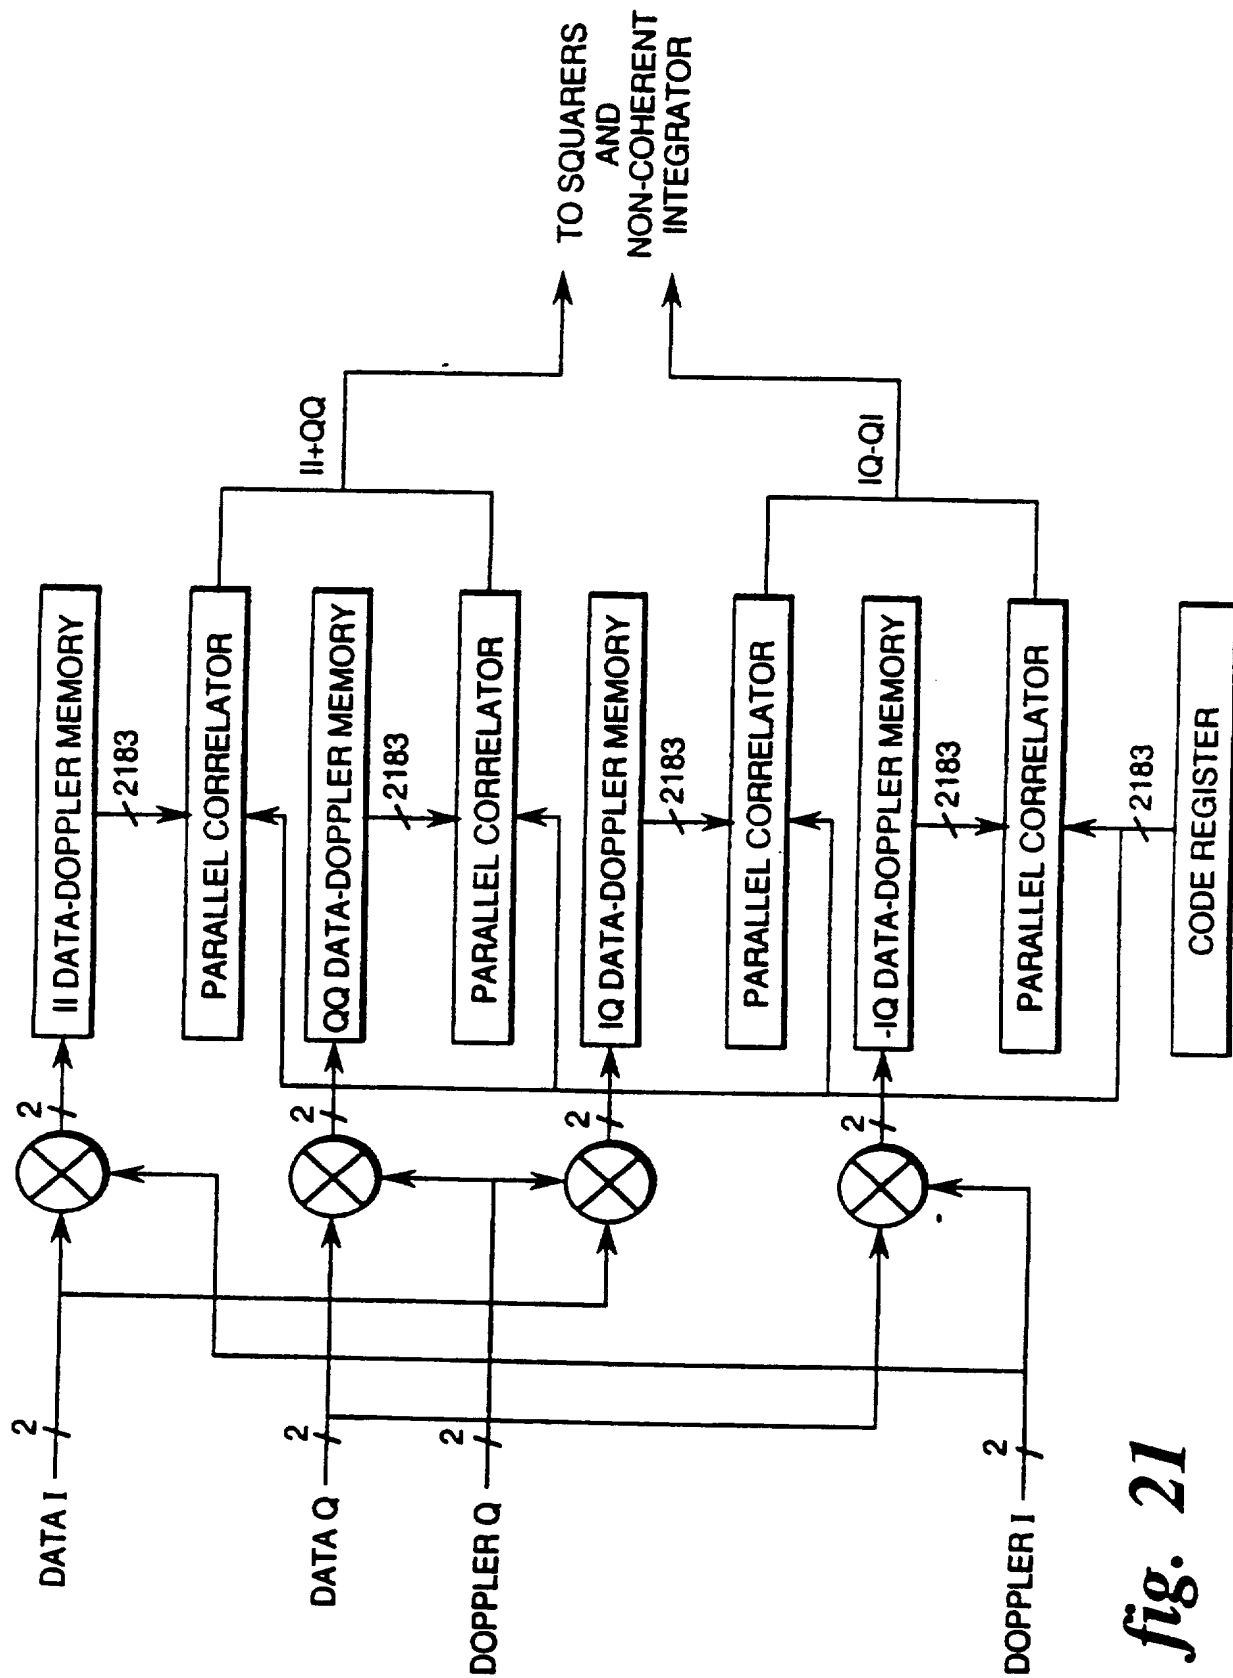 DATA I
2
2
II DATA-DOPPLER MEMORY
2183
PARALLEL CORRELATOR
II+QQ
DATA Q
2
2
QQ DATA-DOPPLER MEMORY
2183
PARALLEL CORRELATOR
DOPPLER Q
2
TO SQUARERS
AND
NON-COHERENT
INTEGRATOR
2
IQ DATA-DOPPLER MEMORY
2183
PARALLEL CORRELATOR
IQ-QI
2
-IQ DATA-DOPPLER MEMORY
2183
PARALLEL CORRELATOR
DOPPLER I
2
2183
CODE REGISTER
fig. 21